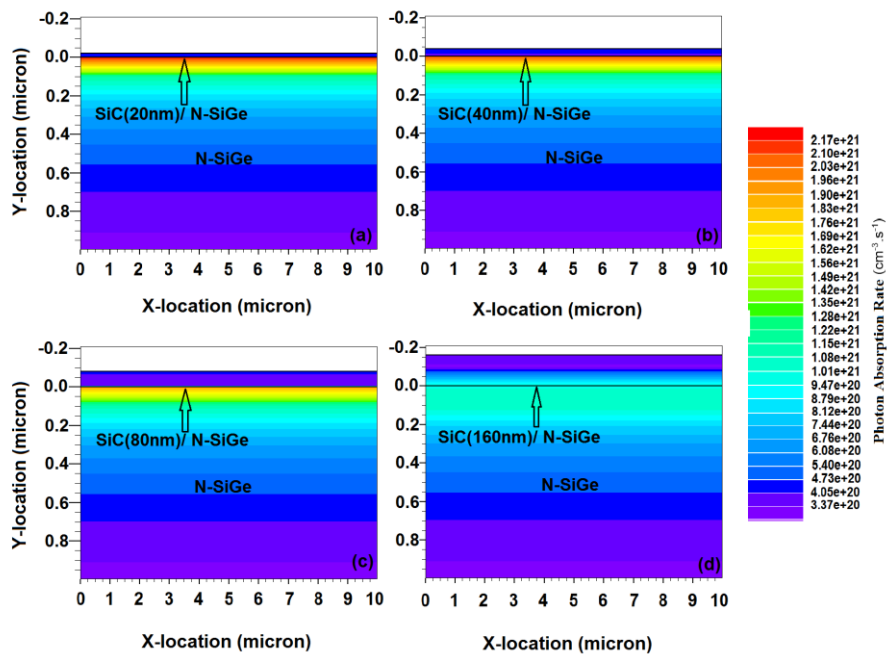 -0.2
0.0
0.2
0.4
0.6
0.8
Y-location (micron)
SiC(20nm)/ N-SiGe
N-SiGe
(a)
0 1 2 3 4 5 6 7 8 9 10
X-location (micron)
-0.2
0.0
0.2
0.4
0.6
0.8
SiC(40nm)/ N-SiGe
N-SiGe
(b)
0 1 2 3 4 5 6 7 8 9 10
X-location (micron)
-0.2
0.0
0.2
0.4
0.6
0.8
Y-location (micron)
SiC(80nm)/ N-SiGe
N-SiGe
(c)
0 1 2 3 4 5 6 7 8 9 10
X-location (micron)
-0.2
0.0
0.2
0.4
0.6
0.8
SiC(160nm)/ N-SiGe
N-SiGe
(d)
0 1 2 3 4 5 6 7 8 9 10
X-location (micron)
2.17e+21
2.10e+21
2.03e+21
1.96e+21
1.90e+21
1.83e+21
1.76e+21
1.69e+21
1.62e+21
1.56e+21
1.49e+21
1.42e+21
1.35e+21
1.28e+21
1.22e+21
1.15e+21
1.08e+21
1.01e+21
9.47e+20
8.79e+20
8.12e+20
7.44e+20
6.76e+20
6.08e+20
5.40e+20
4.73e+20
4.05e+20
3.37e+20
Photon Absorption Rate (cm⁻³.s⁻¹)